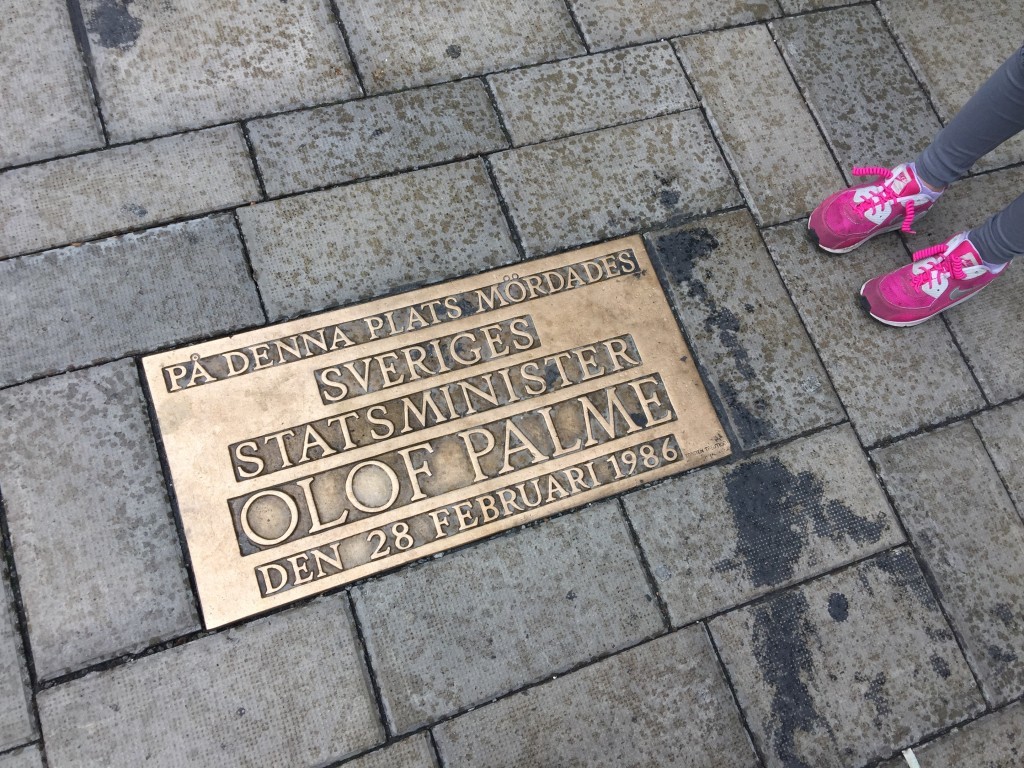 PÅ DENNA PLATS MÖRDADES
SVERIGES
STATSMINISTER
OLOF PALME
DEN 28 FEBRUARI 1986